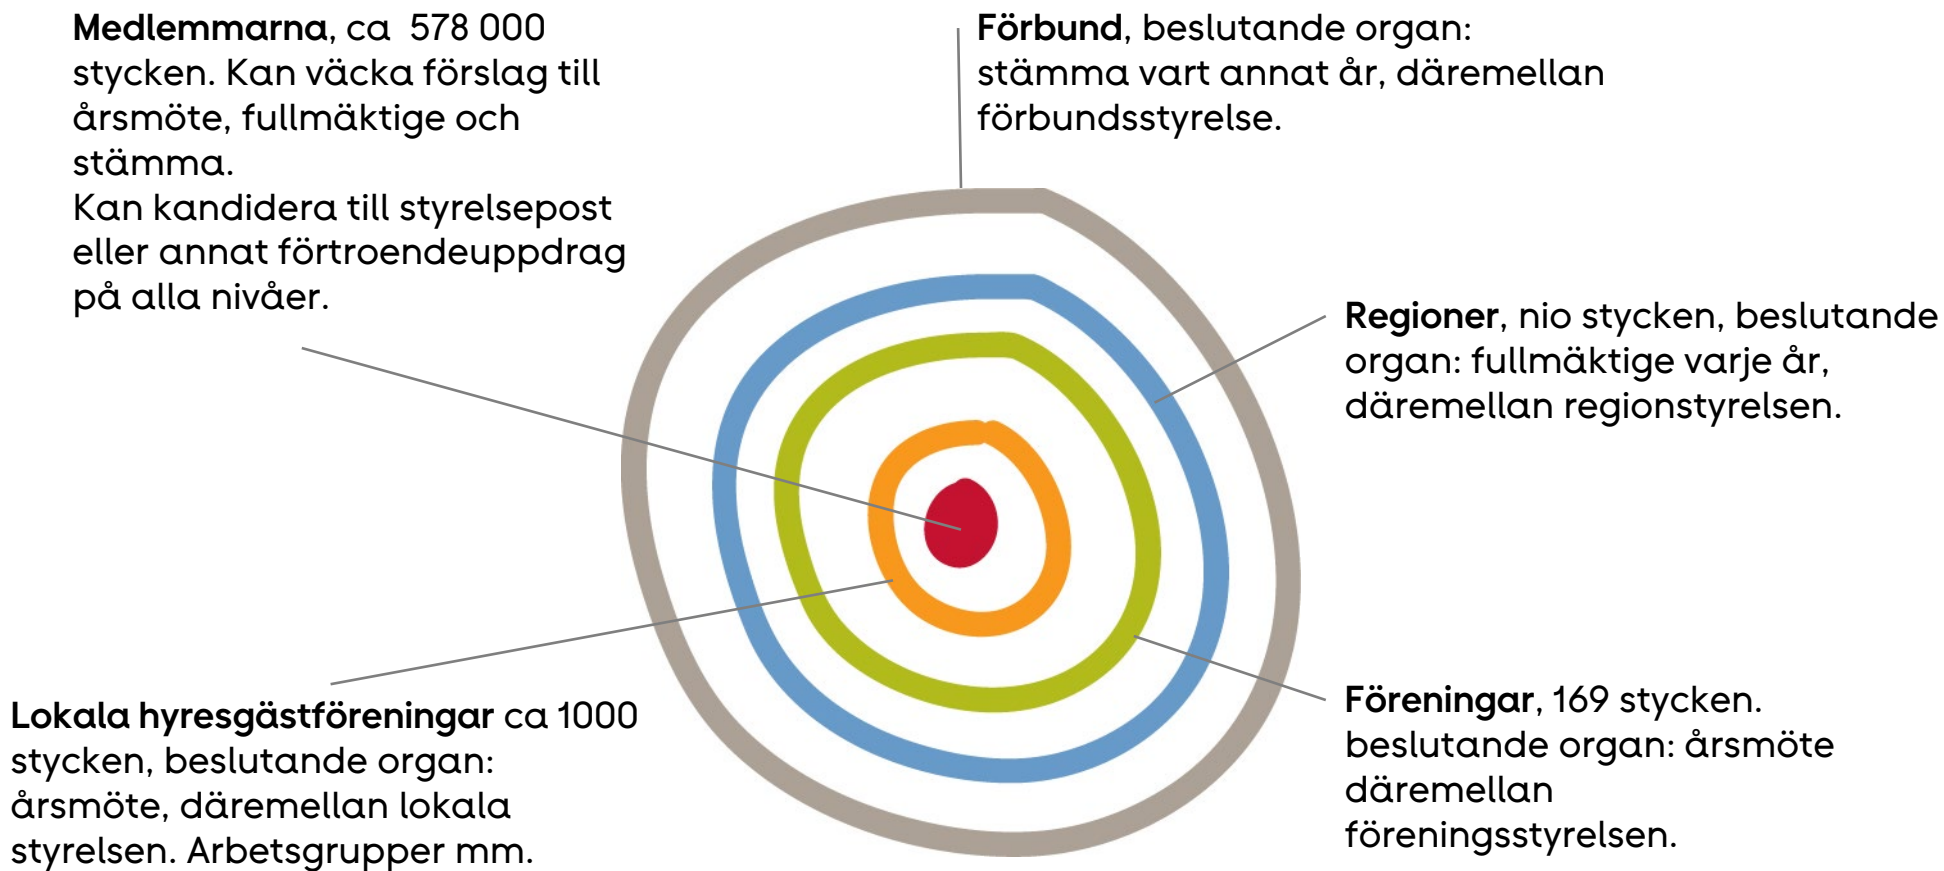 Medlemmarna, ca 578 000
stycken. Kan väcka förslag till
årsmöte, fullmäktige och
stämma.
Kan kandidera till styrelsepost
eller annat förtroendeuppdrag
på alla nivåer.
Förbund, beslutande organ:
stämma vart annat år, däremellan
förbundsstyrelse.
Regioner, nio stycken, beslutande
organ: fullmäktige varje år,
däremellan regionstyrelsen.
Lokala hyresgästföreningar ca 1000
stycken, beslutande organ:
årsmöte, däremellan lokala
styrelsen. Arbetsgrupper mm.
Föreningar, 169 stycken.
beslutande organ: årsmöte
däremellan
föreningsstyrelsen.